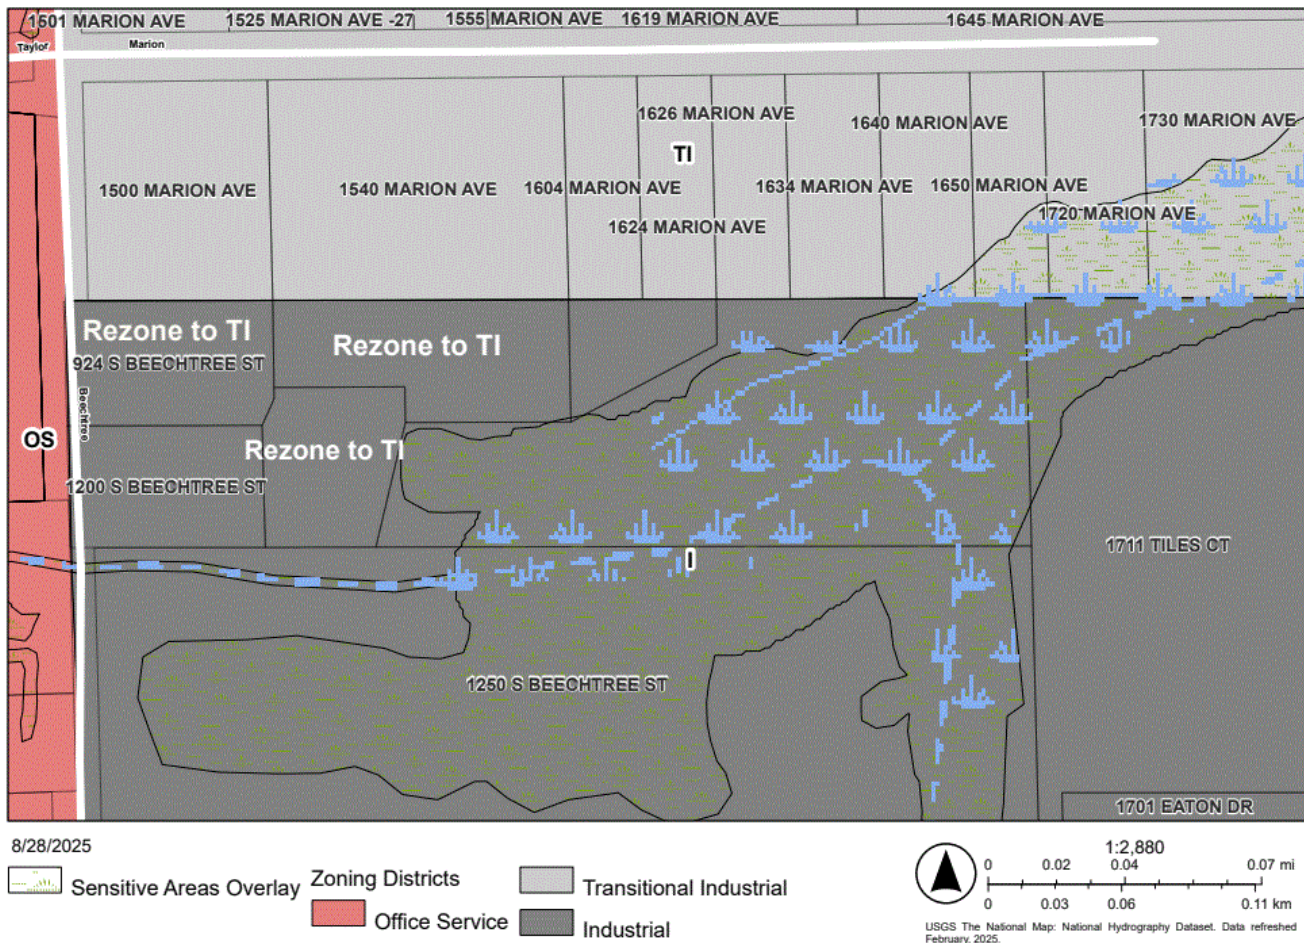 1501 MARION AVE
1525 MARION AVE -27
1555 MARION AVE
1619 MARION AVE
1645 MARION AVE
Taylor
Marion
1626 MARION AVE
1640 MARION AVE
1730 MARION AVE
TI
1500 MARION AVE
1540 MARION AVE
1604 MARION AVE
1634 MARION AVE
1650 MARION AVE
1720 MARION AVE
1624 MARION AVE
Rezone to TI
Rezone to TI
924 S BEECHTREE ST
Beechtree
OS
Rezone to TI
1200 S BEECHTREE ST
I
1711 TILES CT
1250 S BEECHTREE ST
1701 EATON DR
8/28/2025
Sensitive Areas Overlay
Zoning Districts
Office Service
Transitional Industrial
Industrial
1:2,880
0 0.02 0.04 0.07 mi
0 0.03 0.06 0.11 km
USGS The National Map: National Hydrography Dataset. Data refreshed
February, 2025.